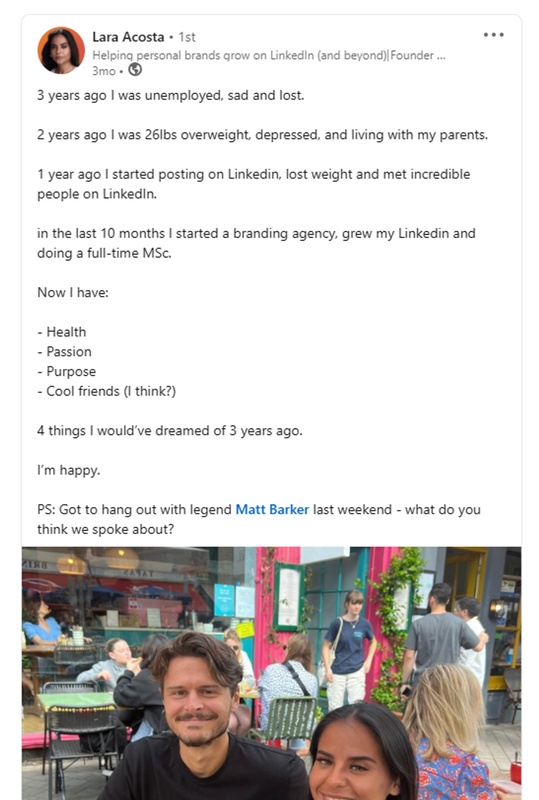 Lara Acosta • 1st
Helping personal brands grow on LinkedIn (and beyond)|Founder ...
3mo •
3 years ago I was unemployed, sad and lost.
2 years ago I was 26lbs overweight, depressed, and living with my parents.
1 year ago I started posting on Linkedin, lost weight and met incredible
people on LinkedIn.
in the last 10 months I started a branding agency, grew my Linkedin and
doing a full-time MSc.
Now I have:
- Health
- Passion
- Purpose
- Cool friends (I think?)
4 things I would've dreamed of 3 years ago.
I'm happy.
PS: Got to hang out with legend Matt Barker last weekend - what do you
think we spoke about?
TAPAS